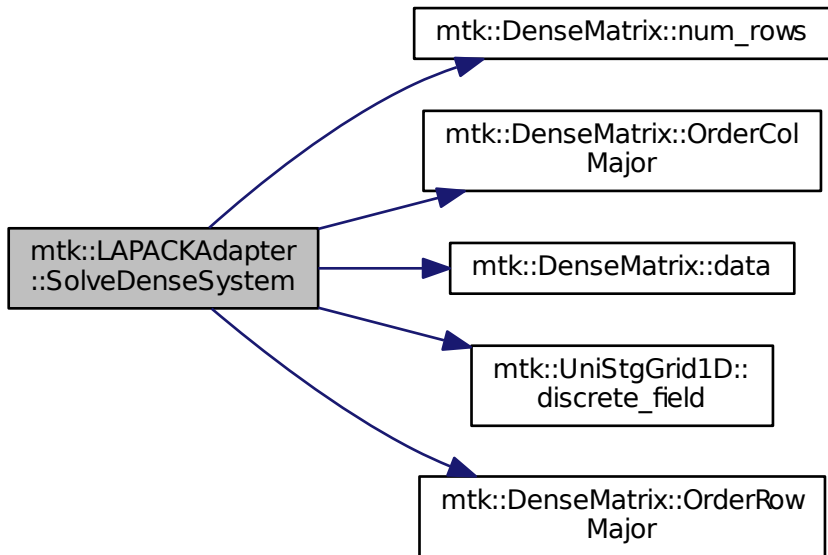 mtk::DenseMatrix::num_rows
mtk::DenseMatrix::OrderCol
Major
mtk::LAPACKAdapter
::SolveDenseSystem
mtk::DenseMatrix::data
mtk::UniStgGrid1D::
discrete_field
mtk::DenseMatrix::OrderRow
Major